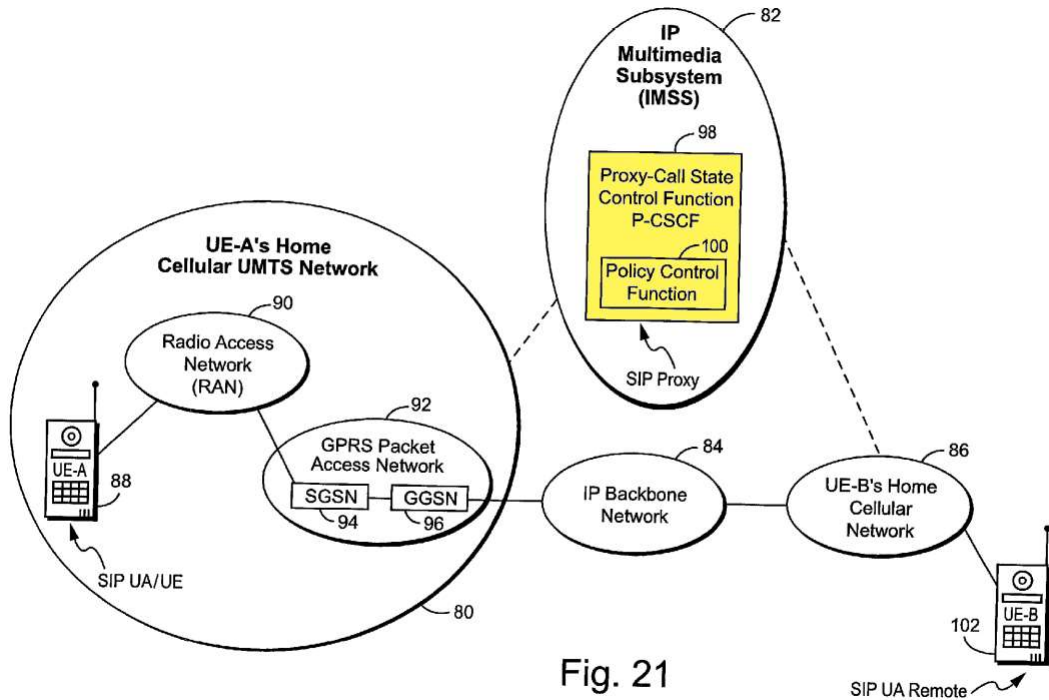 82
IP
Multimedia
Subsystem
(IMSS)
98
Proxy-Call State
Control Function
P-CSCF
100
Policy Control
Function
SIP Proxy
UE-A's Home
Cellular UMTS Network
90
Radio Access
Network
(RAN)
92
GPRS Packet
Access Network
SGSN
GGSN
94
96
UE-A
88
SIP UA/UE
80
84
IP Backbone
Network
86
UE-B's Home
Cellular
Network
UE-B
102
SIP UA Remote
Fig. 21